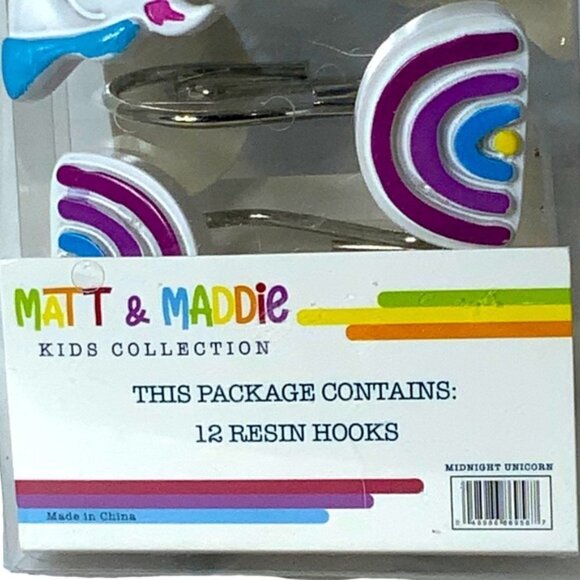 MATT & MADDiE
KIDS COLLECTION
THIS PACKAGE CONTAINS:
12 RESIN HOOKS
MIDNIGHT UNICORN
Made in China